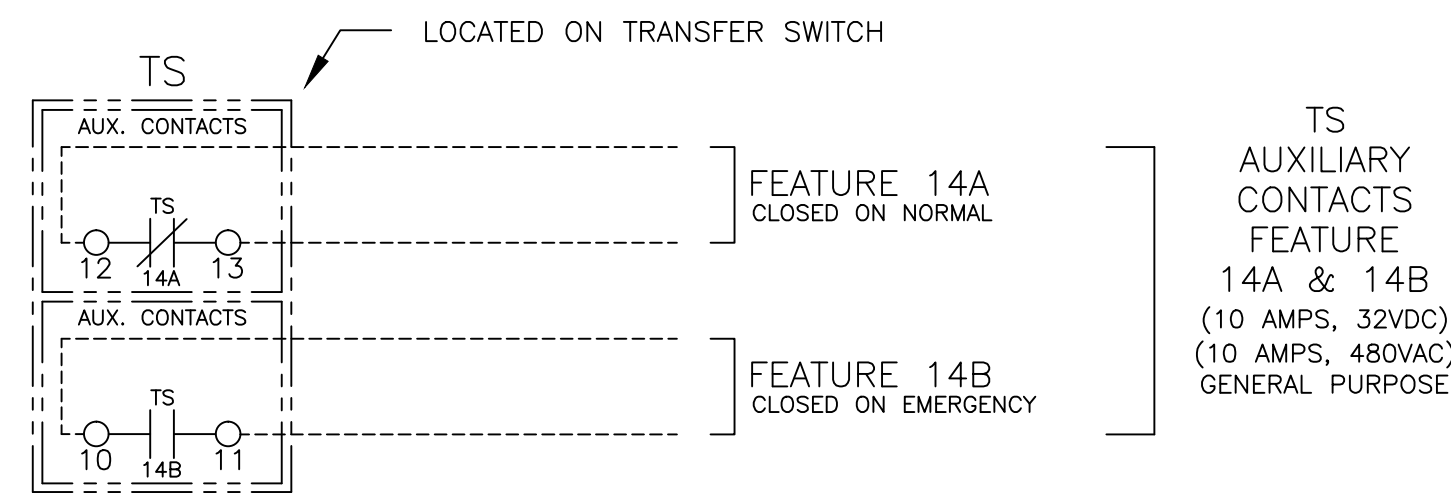 LOCATED ON TRANSFER SWITCH
TS
AUX. CONTACTS
TS
12
14A
13
FEATURE 14A
CLOSED ON NORMAL
AUX. CONTACTS
TS
10
14B
11
FEATURE 14B
CLOSED ON EMERGENCY
TS
AUXILIARY
CONTACTS
FEATURE
14A & 14B
(10 AMPS, 32VDC)
(10 AMPS, 480VAC)
GENERAL PURPOSE